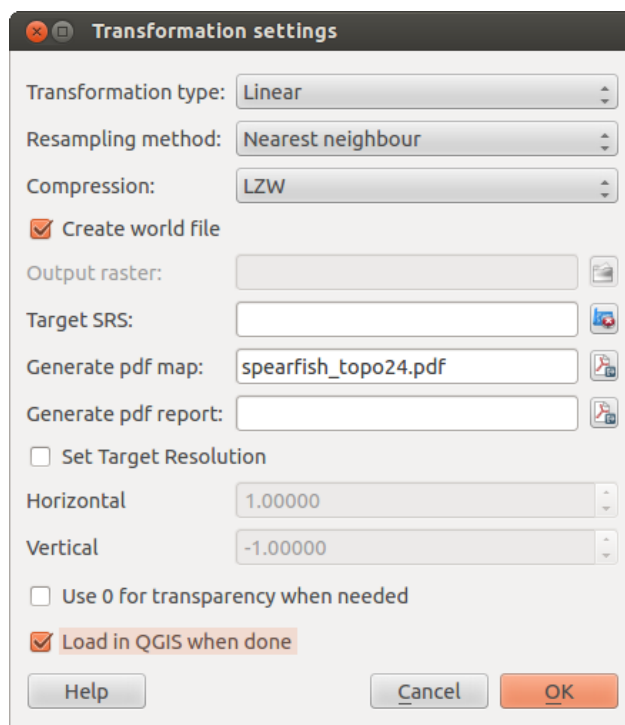 Transformation settings
Transformation type: Linear
Resampling method: Nearest neighbour
Compression: LZW
Create world file
Output raster:
Target SRS:
Generate pdf map: spearfish_topo24.pdf
Generate pdf report:
Set Target Resolution
Horizontal 1.00000
Vertical -1.00000
Use 0 for transparency when needed
Load in QGIS when done
Help Cancel OK